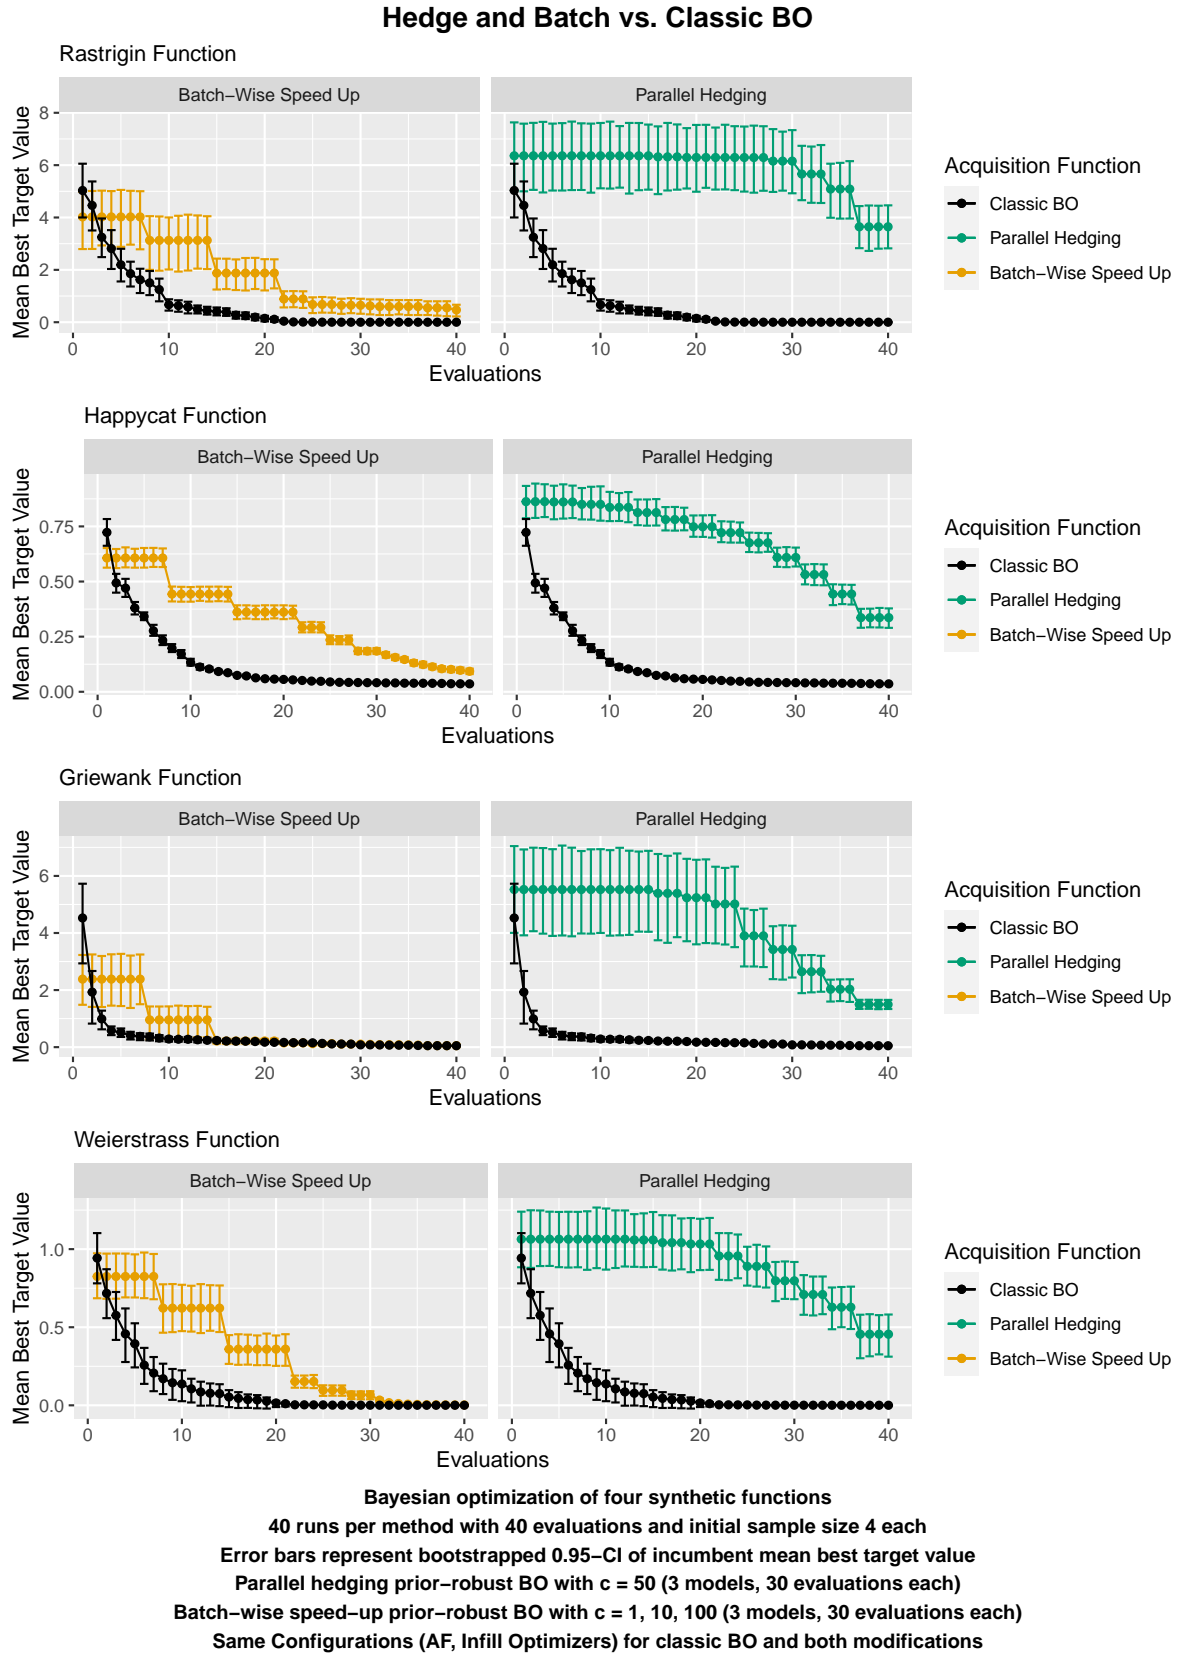 Hedge and Batch vs. Classic BO
Rastrigin Function
Batch−Wise Speed Up
Parallel Hedging
Mean Best Target Value
8
6
4
2
0
0 10 20 30 40
0 10 20 30 40
Evaluations
Acquisition Function
Classic BO
Parallel Hedging
Batch−Wise Speed Up
Happycat Function
Batch−Wise Speed Up
Parallel Hedging
Mean Best Target Value
0.75
0.50
0.25
0.00
0 10 20 30 40
0 10 20 30 40
Evaluations
Acquisition Function
Classic BO
Parallel Hedging
Batch−Wise Speed Up
Griewank Function
Batch−Wise Speed Up
Parallel Hedging
Mean Best Target Value
6
4
2
0
0 10 20 30 40
0 10 20 30 40
Evaluations
Acquisition Function
Classic BO
Parallel Hedging
Batch−Wise Speed Up
Weierstrass Function
Batch−Wise Speed Up
Parallel Hedging
Mean Best Target Value
1.0
0.5
0.0
0 10 20 30 40
0 10 20 30 40
Evaluations
Acquisition Function
Classic BO
Parallel Hedging
Batch−Wise Speed Up
Bayesian optimization of four synthetic functions
40 runs per method with 40 evaluations and initial sample size 4 each
Error bars represent bootstrapped 0.95−CI of incumbent mean best target value
Parallel hedging prior−robust BO with c = 50 (3 models, 30 evaluations each)
Batch−wise speed−up prior−robust BO with c = 1, 10, 100 (3 models, 30 evaluations each)
Same Configurations (AF, Infill Optimizers) for classic BO and both modifications